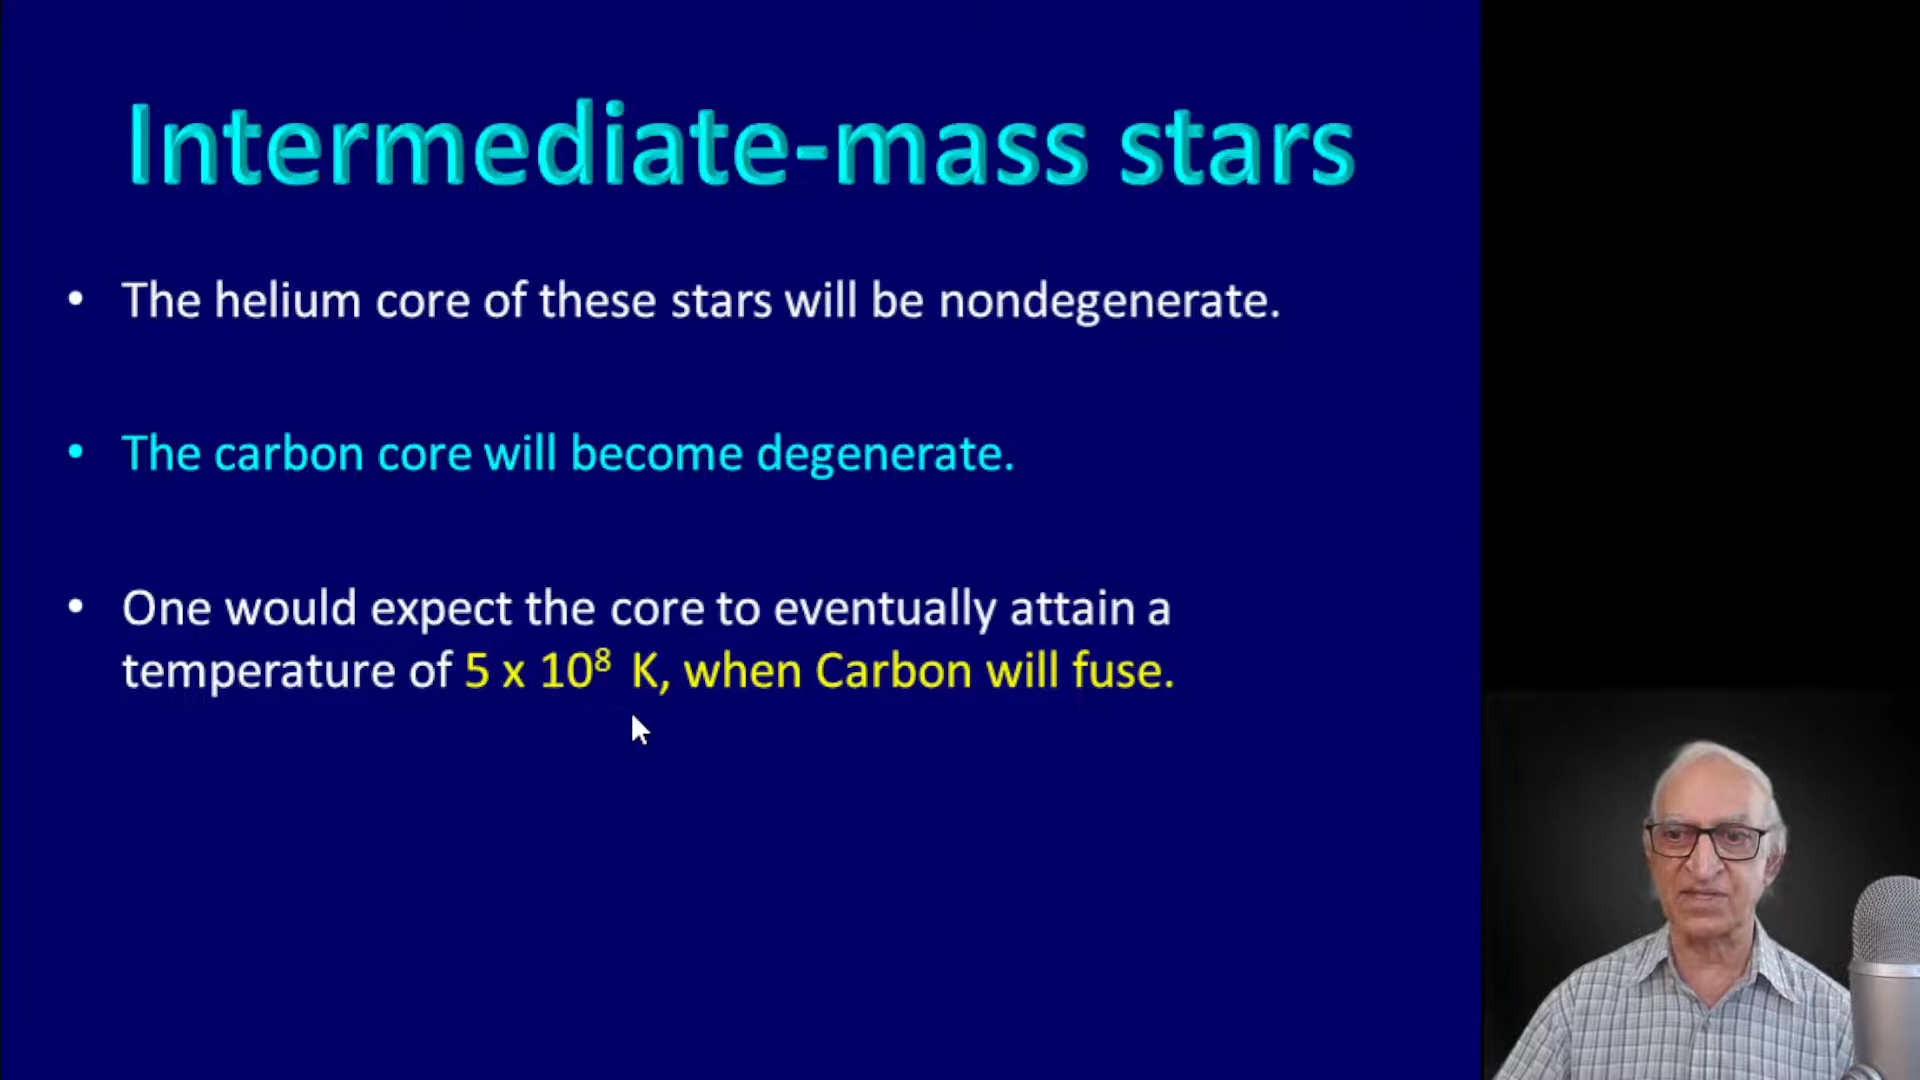 Intermediate-mass stars
• The helium core of these stars will be nondegenerate.
• The carbon core will become degenerate.
• One would expect the core to eventually attain a
temperature of 5 x 10⁸ K, when Carbon will fuse.